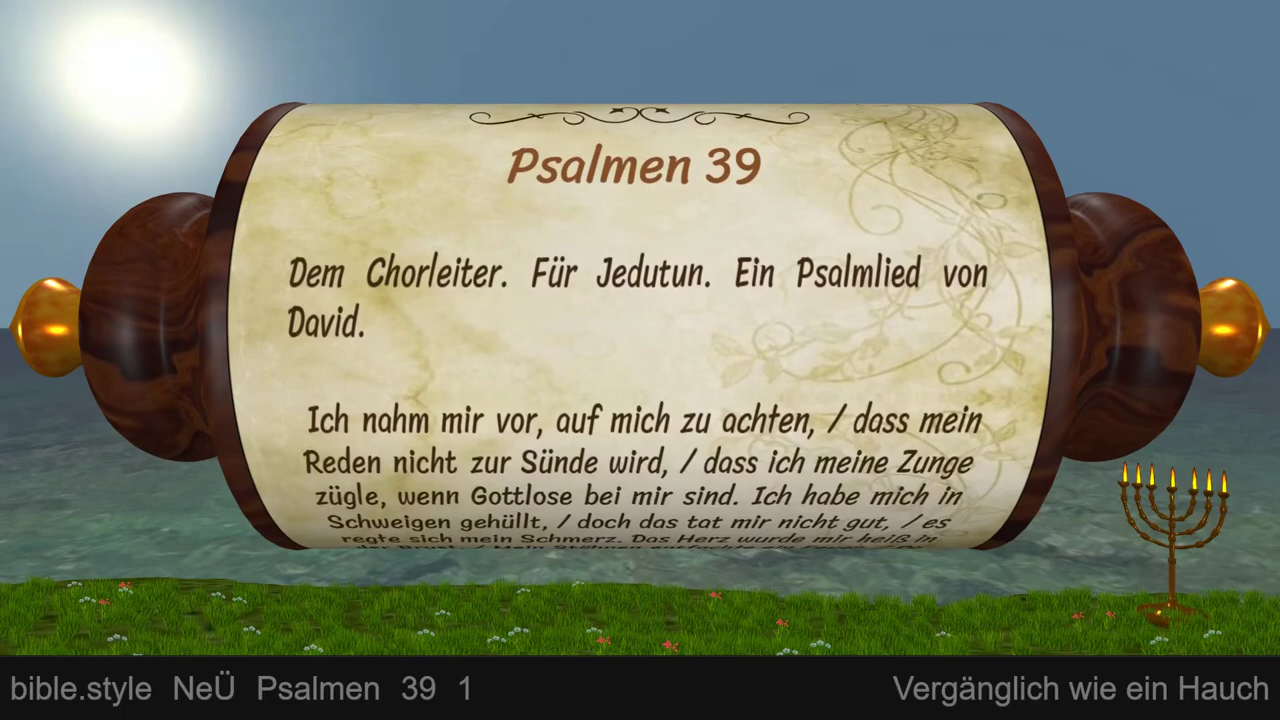 Psalmen 39
Dem Chorleiter. Für Jedutun. Ein Psalmlied von
David.
Ich nahm mir vor, auf mich zu achten, / dass mein
Reden nicht zur Sünde wird, / dass ich meine Zunge
zügle, wenn Gottlose bei mir sind. Ich habe mich in
Schweigen gehüllt, / doch das tat mir nicht gut, / es
regte sich mein Schmerz. Das Herz wurde mir heiß in
bible.style NeÜ Psalmen 39 1
Vergänglich wie ein Hauch